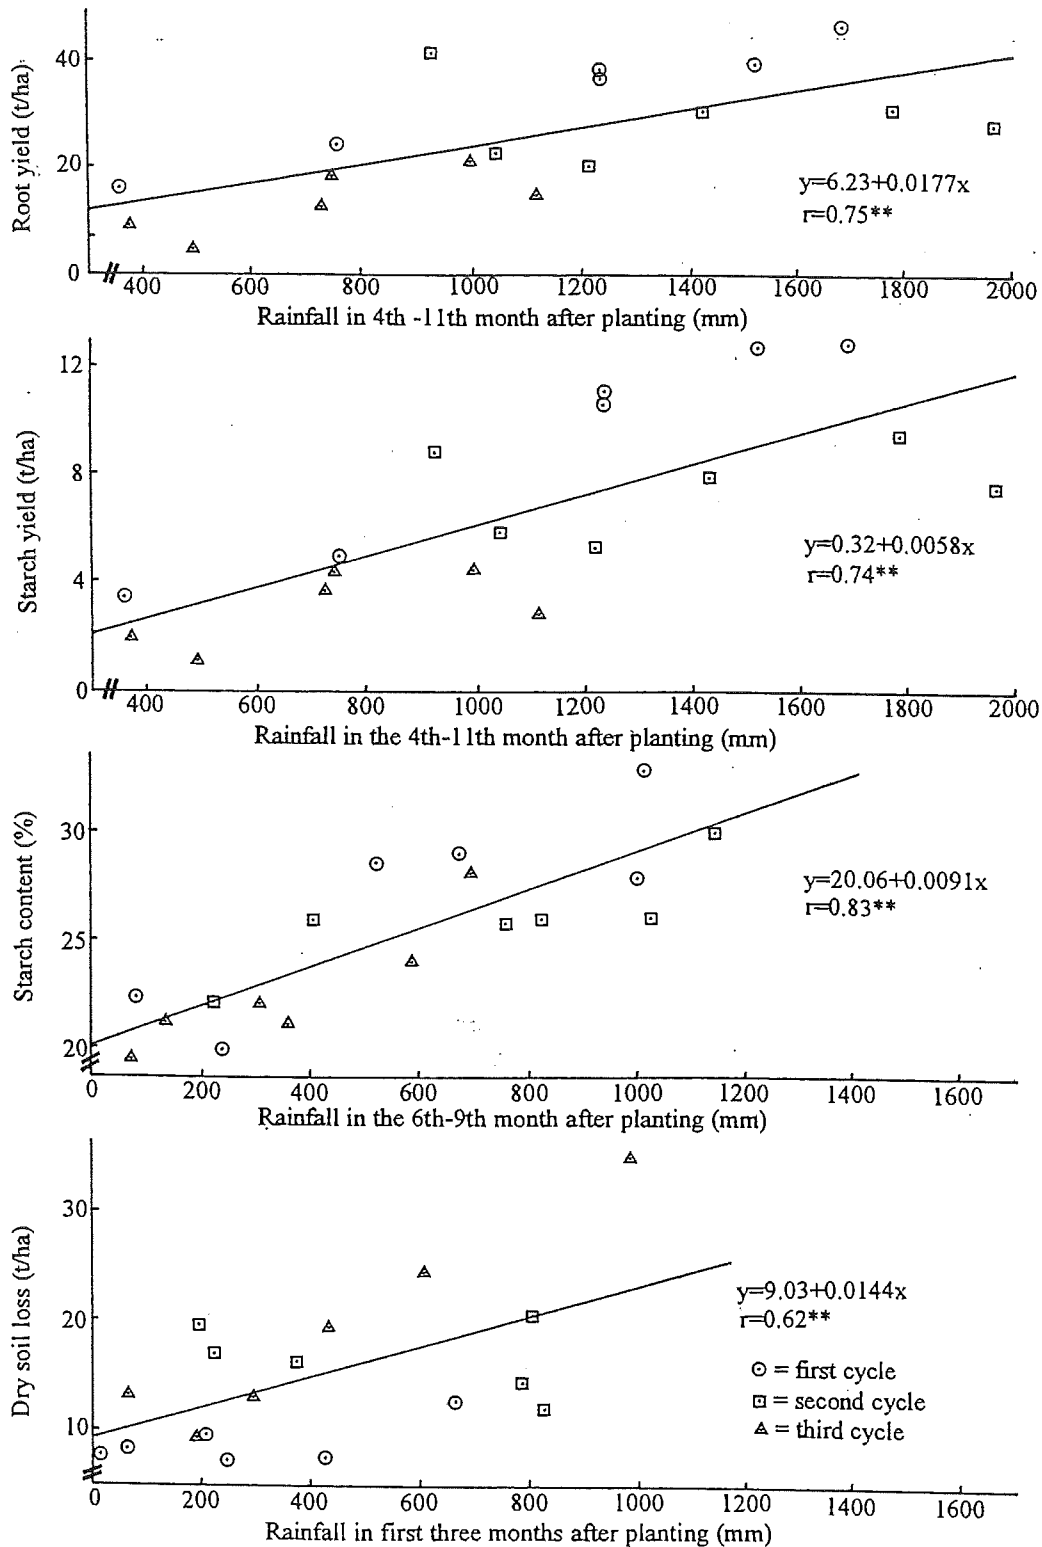 Root yield (t/ha)
40
20
0
y=6.23+0.0177x
r=0.75**
400 600 800 1000 1200 1400 1600 1800 2000
Rainfall in 4th -11th month after planting (mm)
Starch yield (t/ha)
12
8
4
0
y=0.32+0.0058x
r=0.74**
400 600 800 1000 1200 1400 1600 1800 2000
Rainfall in the 4th-11th month after planting (mm)
Starch content (%)
30
25
20
y=20.06+0.0091x
r=0.83**
0 200 400 600 800 1000 1200 1400 1600
Rainfall in the 6th-9th month after planting (mm)
Dry soil loss (t/ha)
30
20
10
y=9.03+0.0144x
r=0.62**
= first cycle
= second cycle
= third cycle
0 200 400 600 800 1000 1200 1400 1600
Rainfall in first three months after planting (mm)